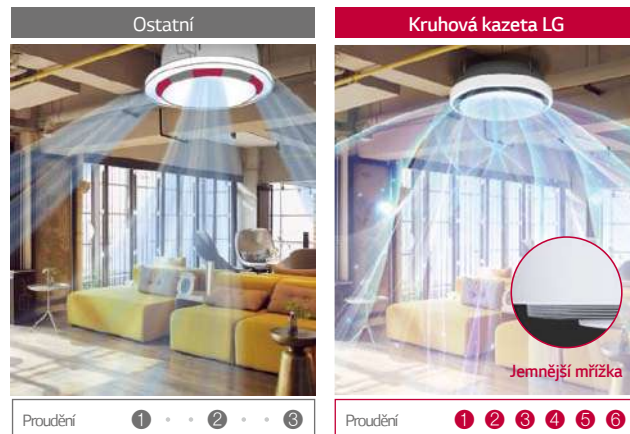 Ostatní
Proudění 1 2 3
Kruhová kazeta LG
Jemnější mřížka
Proudění 1 2 3 4 5 6